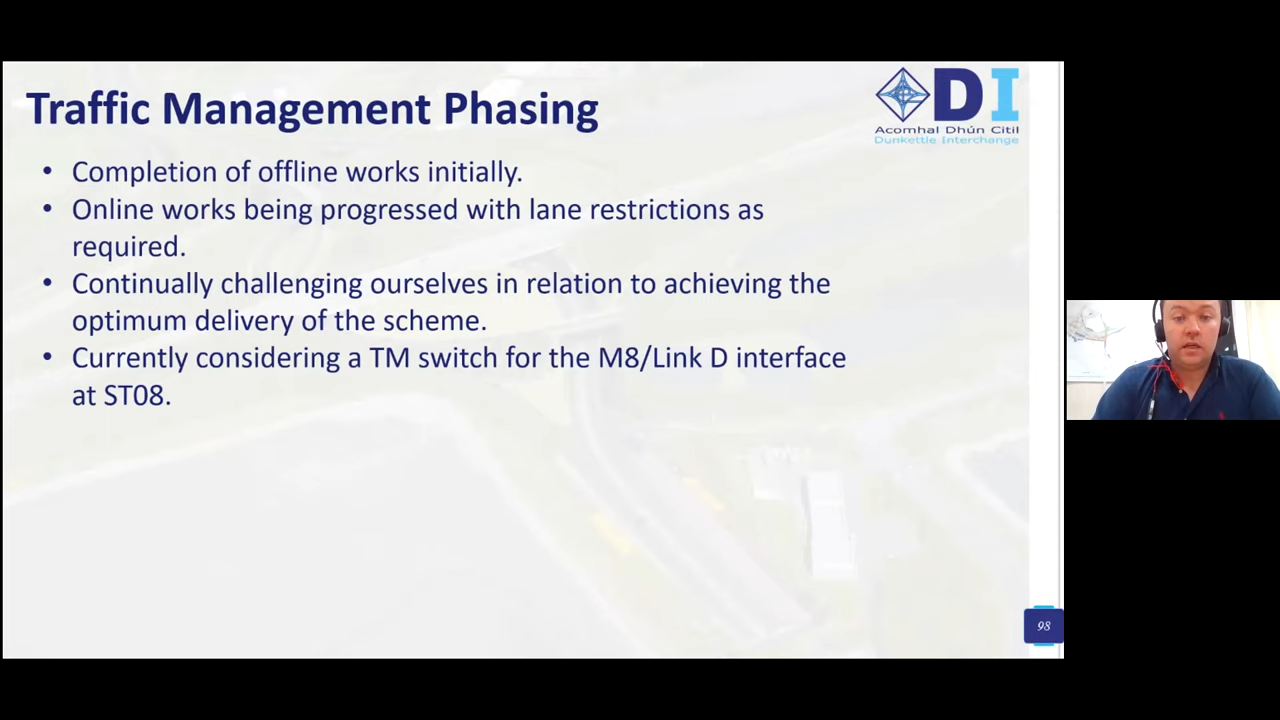 Traffic Management Phasing
DI
Acomhal Dhún Citil
Dunkettle Interchange
• Completion of offline works initially.
• Online works being progressed with lane restrictions as
required.
• Continually challenging ourselves in relation to achieving the
optimum delivery of the scheme.
• Currently considering a TM switch for the M8/Link D interface
at ST08.
98